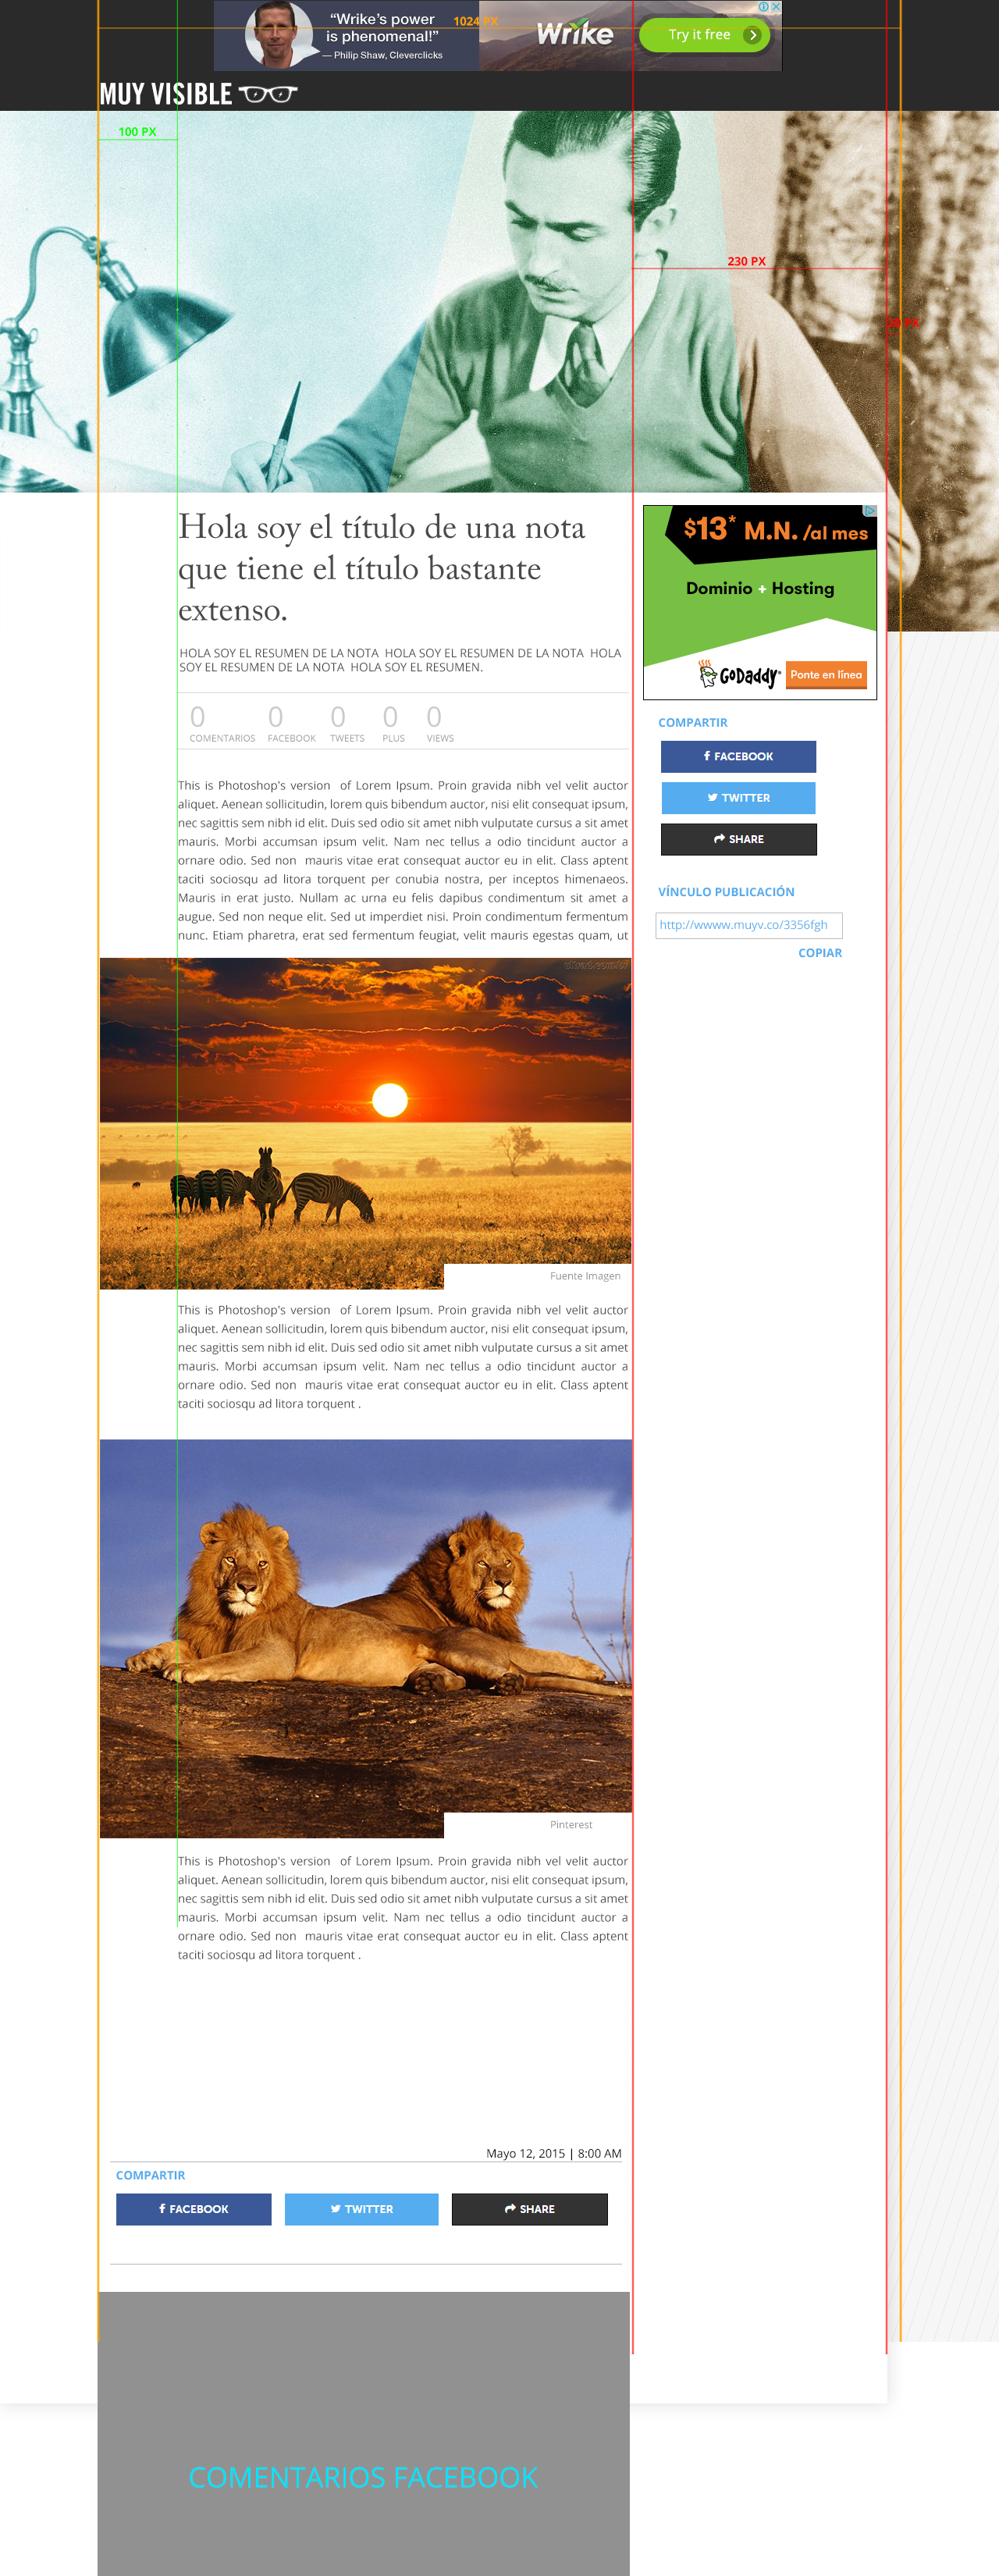 “Wrike’s power
is phenomenal!”
— Philip Shaw, Cleverclicks
1024 PX
Wrike
Try it free
MUY VISIBLE
100 PX
230 PX
20 PX
Hola soy el título de una nota
que tiene el título bastante
extenso.
HOLA SOY EL RESUMEN DE LA NOTA HOLA SOY EL RESUMEN DE LA NOTA HOLA
SOY EL RESUMEN DE LA NOTA HOLA SOY EL RESUMEN.
0 0 0 0 0
COMENTARIOS FACEBOOK TWEETS PLUS VIEWS
$13* M.N. /al mes
Dominio + Hosting
GoDaddy
Ponte en línea
COMPARTIR
FACEBOOK
TWITTER
SHARE
VÍNCULO PUBLICACIÓN
http://wwww.muyv.co/3356fgh
COPIAR
This is Photoshop's version of Lorem Ipsum. Proin gravida nibh vel velit auctor
aliquet. Aenean sollicitudin, lorem quis bibendum auctor, nisi elit consequat ipsum,
nec sagittis sem nibh id elit. Duis sed odio sit amet nibh vulputate cursus a sit amet
mauris. Morbi accumsan ipsum velit. Nam nec tellus a odio tincidunt auctor a
ornare odio. Sed non mauris vitae erat consequat auctor eu in elit. Class aptent
taciti sociosqu ad litora torquent per conubia nostra, per inceptos himenaeos.
Mauris in erat justo. Nullam ac urna eu felis dapibus condimentum sit amet a
augue. Sed non neque elit. Sed ut imperdiet nisi. Proin condimentum fermentum
nunc. Etiam pharetra, erat sed fermentum feugiat, velit mauris egestas quam, ut
Fuente Imagen
This is Photoshop's version of Lorem Ipsum. Proin gravida nibh vel velit auctor
aliquet. Aenean sollicitudin, lorem quis bibendum auctor, nisi elit consequat ipsum,
nec sagittis sem nibh id elit. Duis sed odio sit amet nibh vulputate cursus a sit amet
mauris. Morbi accumsan ipsum velit. Nam nec tellus a odio tincidunt auctor a
ornare odio. Sed non mauris vitae erat consequat auctor eu in elit. Class aptent
taciti sociosqu ad litora torquent .
Pinterest
This is Photoshop's version of Lorem Ipsum. Proin gravida nibh vel velit auctor
aliquet. Aenean sollicitudin, lorem quis bibendum auctor, nisi elit consequat ipsum,
nec sagittis sem nibh id elit. Duis sed odio sit amet nibh vulputate cursus a sit amet
mauris. Morbi accumsan ipsum velit. Nam nec tellus a odio tincidunt auctor a
ornare odio. Sed non mauris vitae erat consequat auctor eu in elit. Class aptent
taciti sociosqu ad litora torquent .
Mayo 12, 2015 | 8:00 AM
COMPARTIR
FACEBOOK TWITTER SHARE
COMENTARIOS FACEBOOK